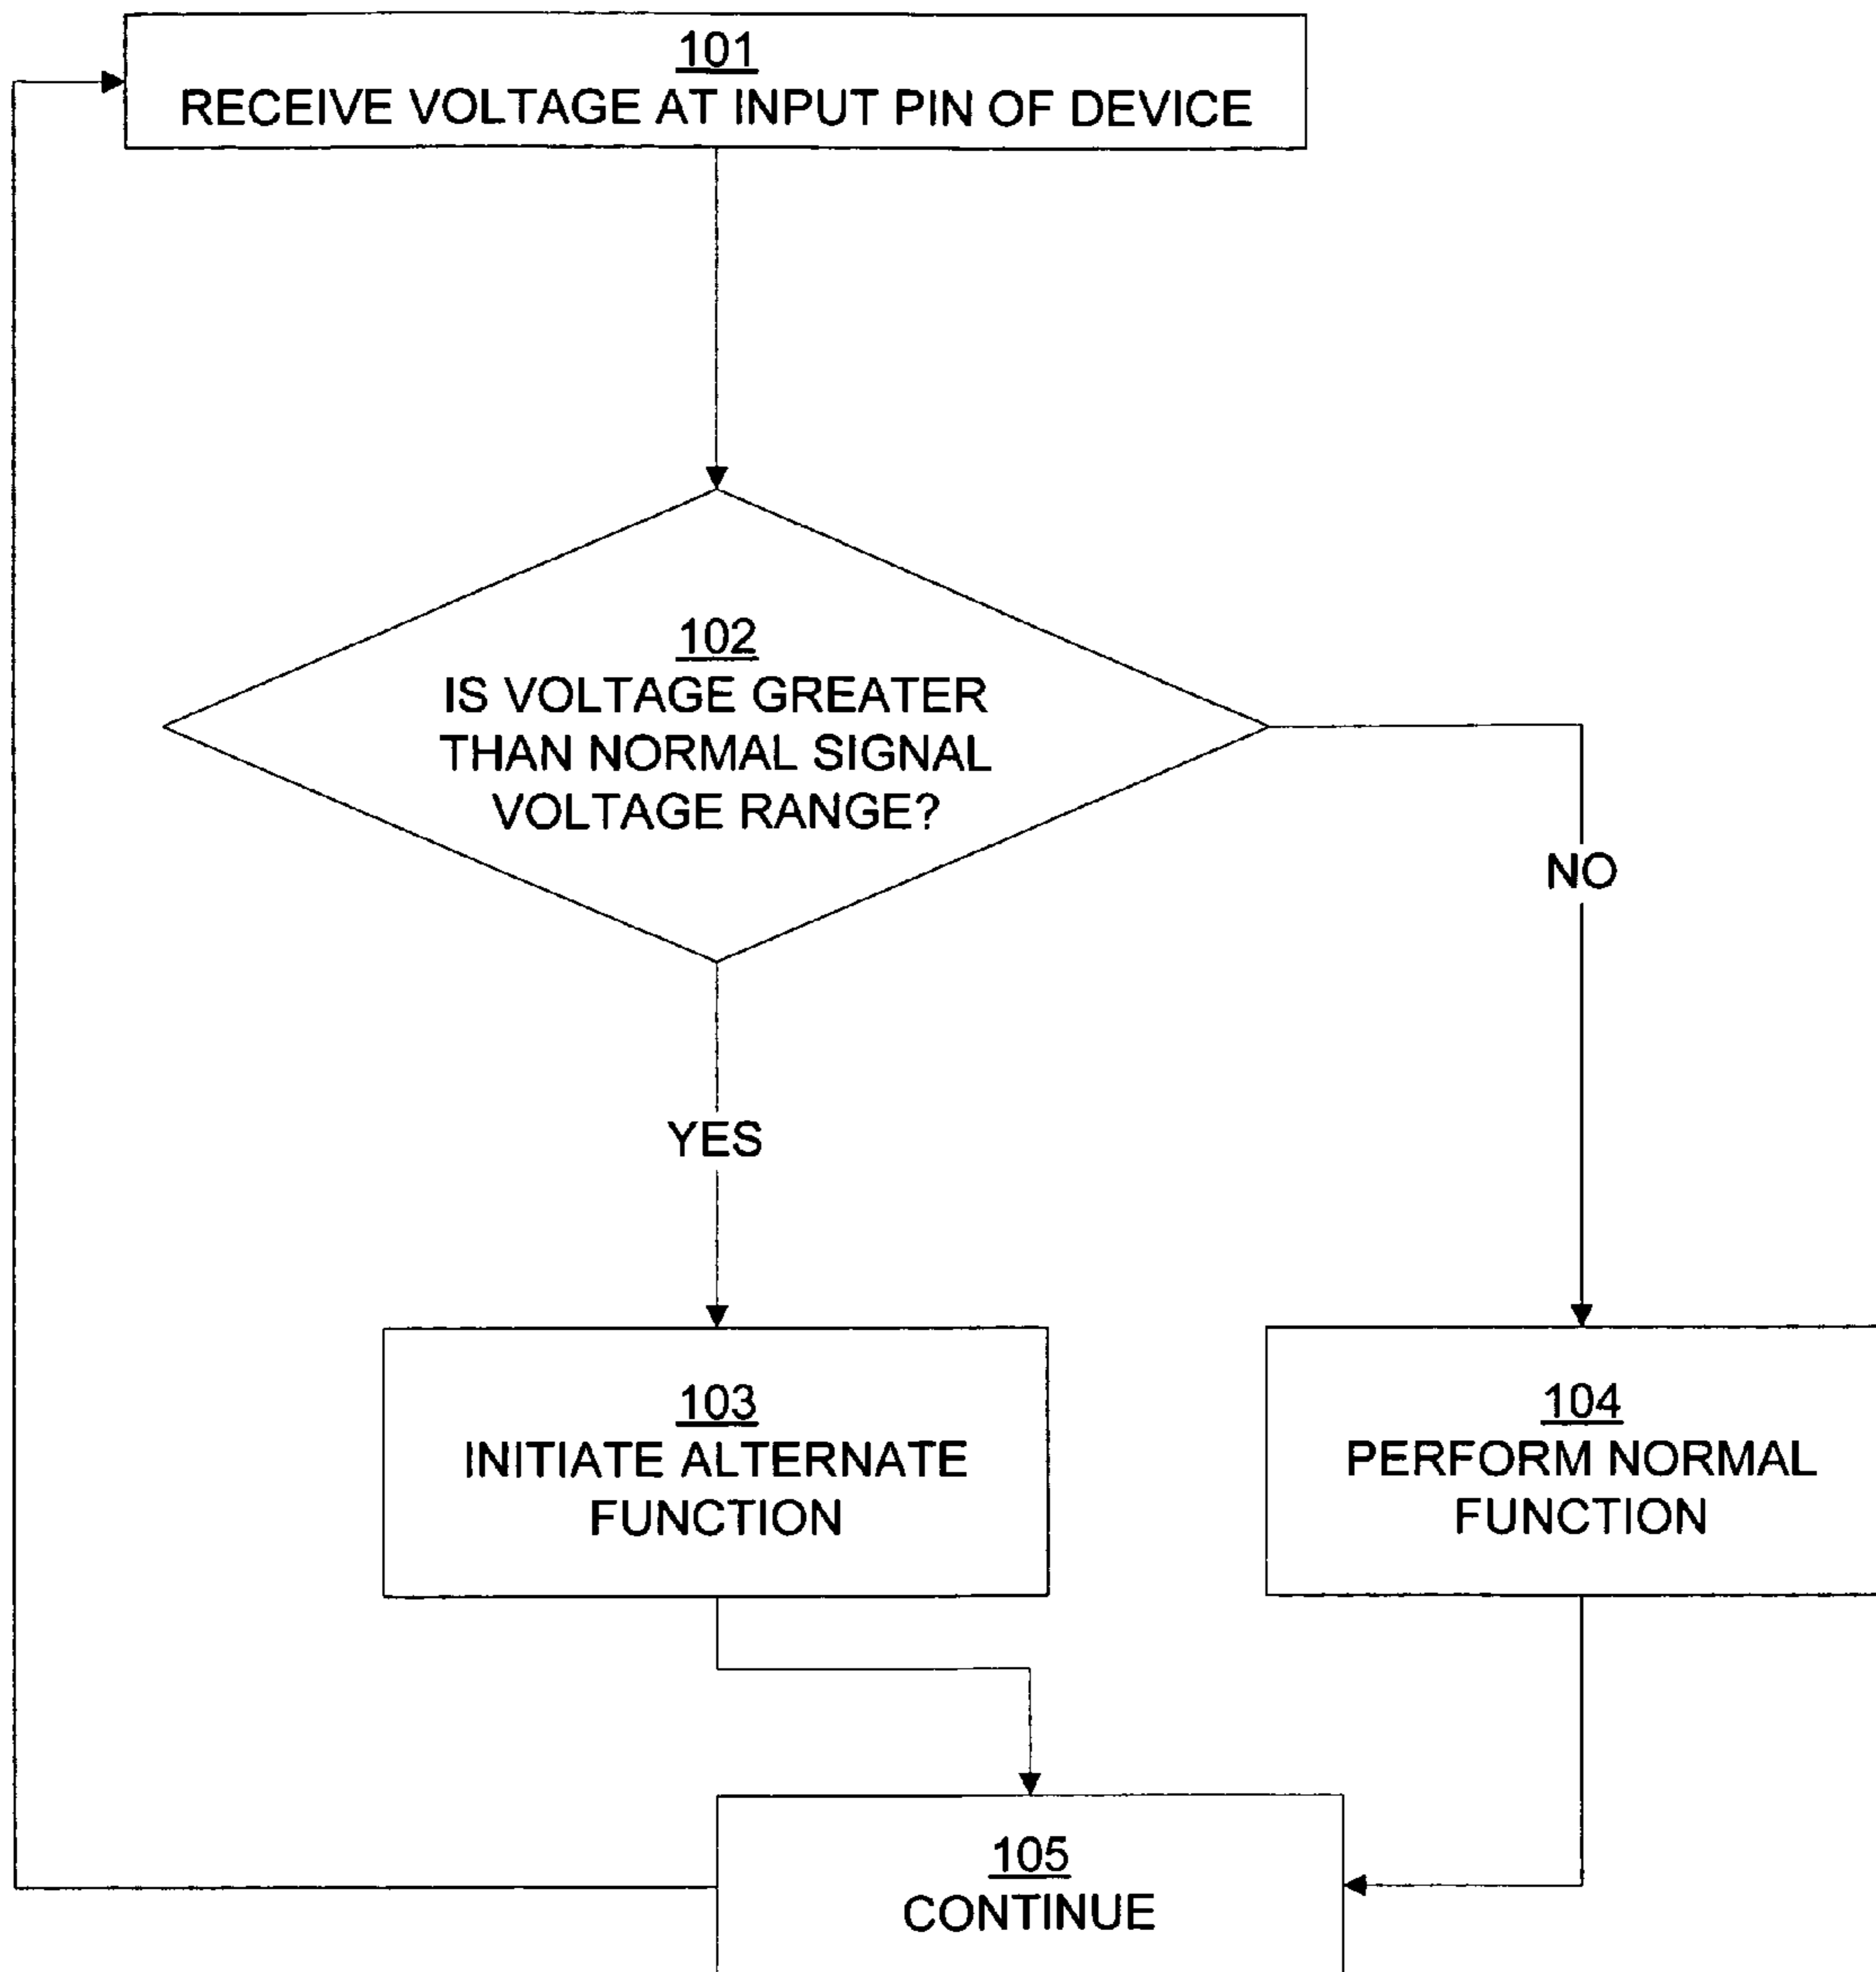 101
RECEIVE VOLTAGE AT INPUT PIN OF DEVICE
102
IS VOLTAGE GREATER
THAN NORMAL SIGNAL
VOLTAGE RANGE?
NO
YES
103
INITIATE ALTERNATE
FUNCTION
104
PERFORM NORMAL
FUNCTION
105
CONTINUE